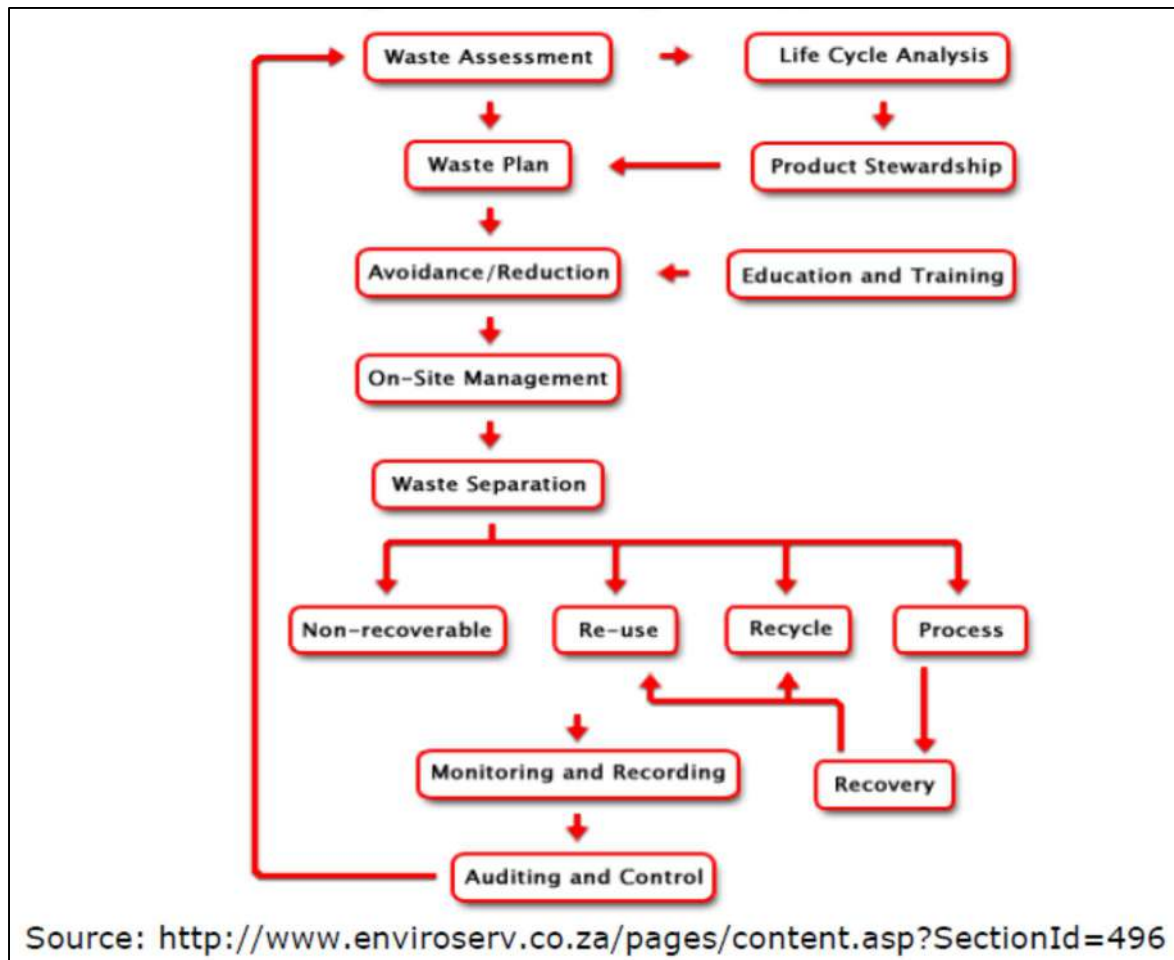 Waste Assessment
Life Cycle Analysis
Waste Plan
Product Stewardship
Avoidance/Reduction
Education and Training
On-Site Management
Waste Separation
Non-recoverable
Re-use
Recycle
Process
Monitoring and Recording
Recovery
Auditing and Control
Source: http://www.enviroserv.co.za/pages/content.asp?SectionId=496